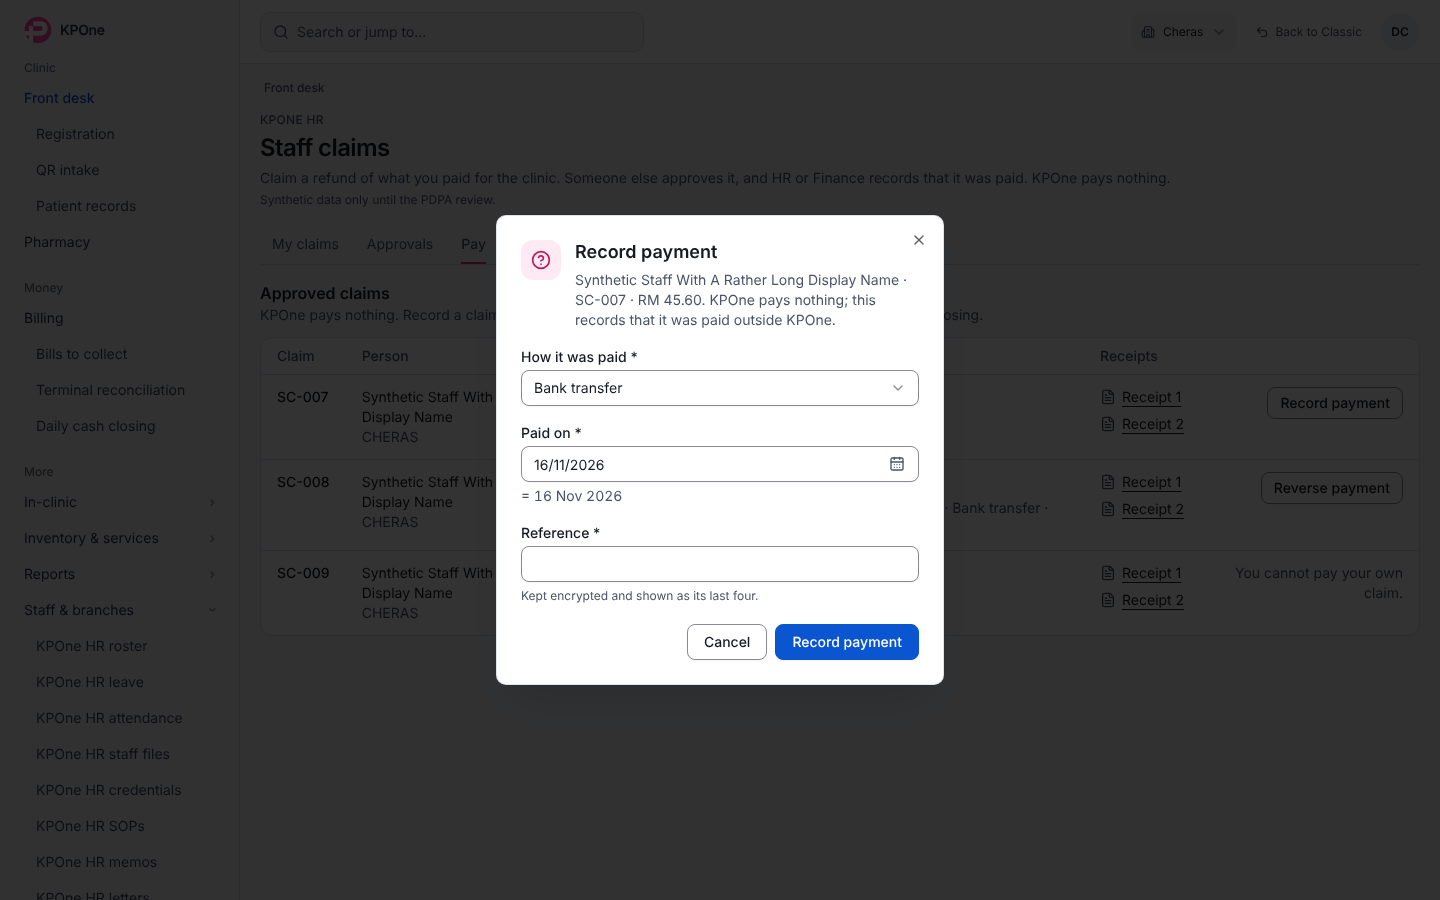 KPOne
Search or jump to...
Cheras
Back to Classic
DC
Clinic
Front desk
Registration
QR intake
Patient records
Pharmacy
Money
Billing
Bills to collect
Terminal reconciliation
Daily cash closing
More
In-clinic
Inventory & services
Reports
Staff & branches
KPOne HR roster
KPOne HR leave
KPOne HR attendance
KPOne HR staff files
KPOne HR credentials
KPOne HR SOPs
KPOne HR memos
KPOne HR letters
Front desk
KPONE HR
Staff claims
Claim a refund of what you paid for the clinic. Someone else approves it, and HR or Finance records that it was paid. KPOne pays nothing.
Synthetic data only until the PDPA review.
My claims
Approvals
Pay
Approved claims
KPOne pays nothing. Record a claim
osing.
Claim
Person
Receipts
SC-007
Synthetic Staff With
Display Name
CHERAS
Receipt 1
Receipt 2
Record payment
SC-008
Synthetic Staff With
Display Name
CHERAS
· Bank transfer ·
Receipt 1
Receipt 2
Reverse payment
SC-009
Synthetic Staff With
Display Name
CHERAS
Receipt 1
Receipt 2
You cannot pay your own
claim.
Record payment
Synthetic Staff With A Rather Long Display Name ·
SC-007 · RM 45.60. KPOne pays nothing; this
records that it was paid outside KPOne.
How it was paid *
Bank transfer
Paid on *
16/11/2026
= 16 Nov 2026
Reference *
Kept encrypted and shown as its last four.
Cancel
Record payment